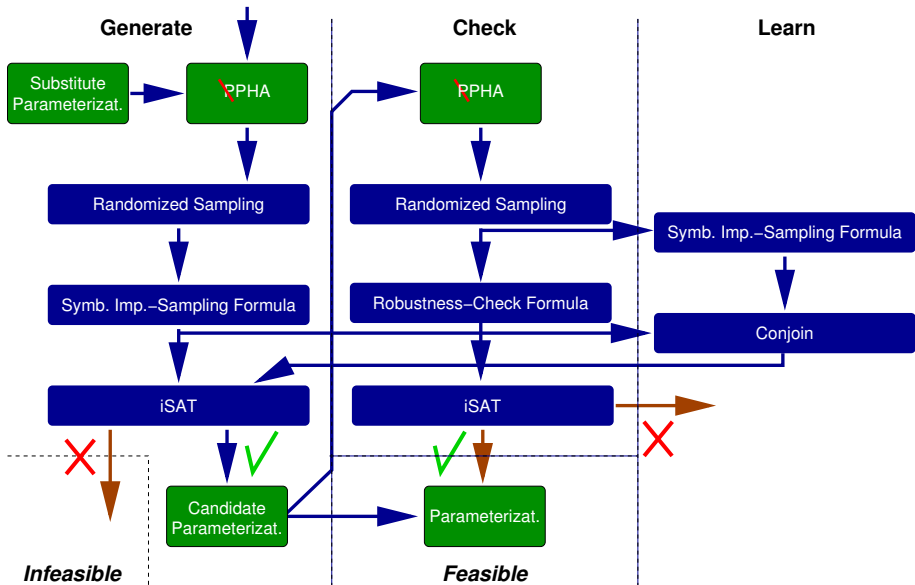 Generate
Check
Learn
Substitute
Parameterizat.
PPHA
PPHA
Randomized Sampling
Randomized Sampling
Symb. Imp.−Sampling Formula
Symb. Imp.−Sampling Formula
Robustness−Check Formula
Conjoin
iSAT
iSAT
Candidate
Parameterizat.
Parameterizat.
Infeasible
Feasible